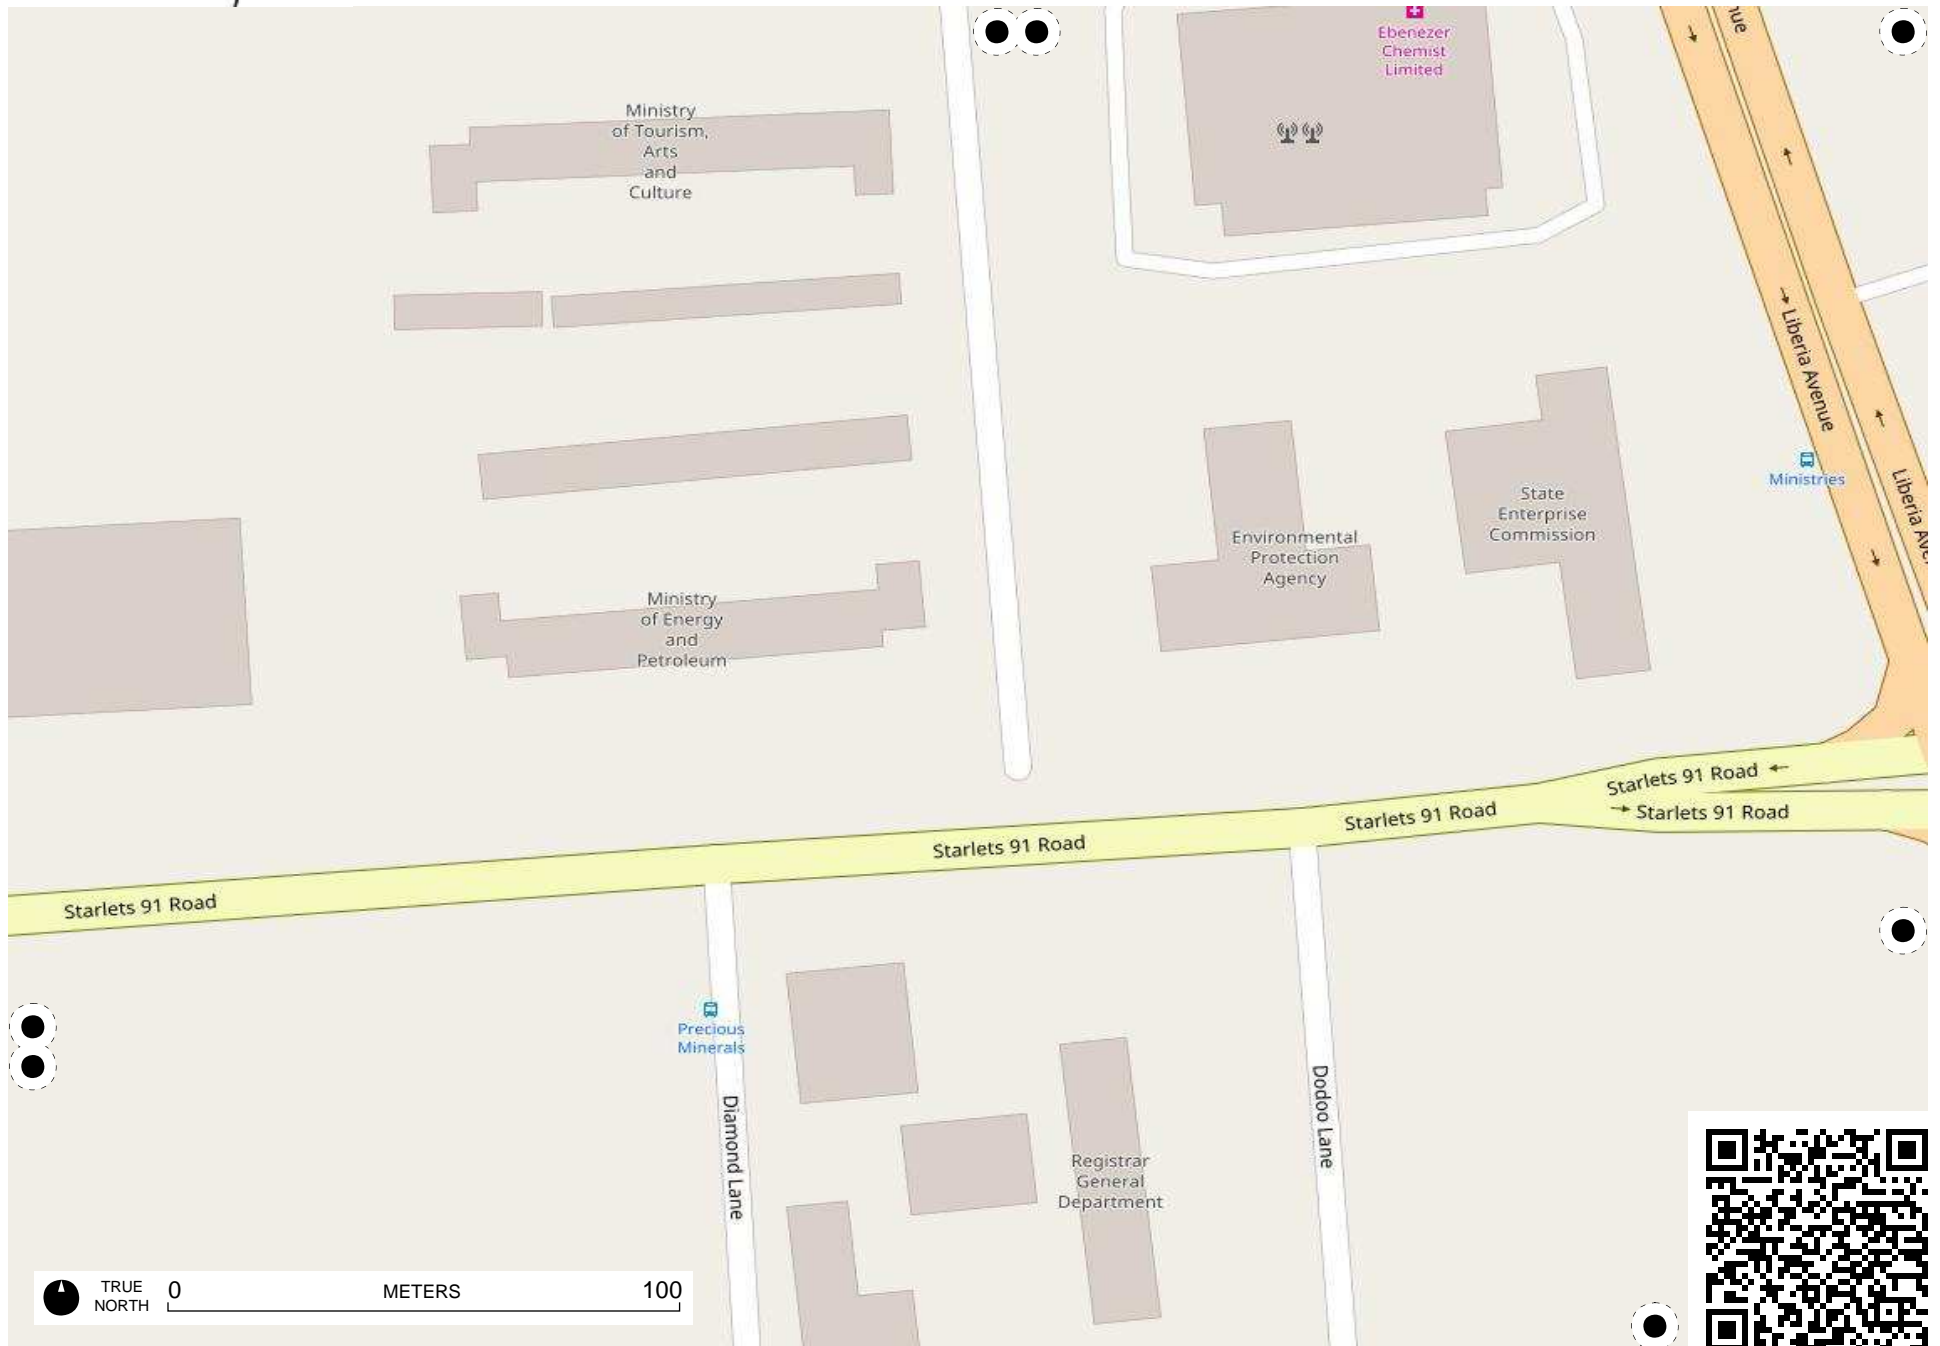 nue
Ebenezer
Chemist
Limited
Ministry
of Tourism,
Arts
and
Culture
Liberia Avenue
Ministries
Liberia Ave
State
Enterprise
Commission
Environmental
Protection
Agency
Ministry
of Energy
and
Petroleum
Starlets 91 Road
Starlets 91 Road
Starlets 91 Road
Starlets 91 Road
Starlets 91 Road
Precious
Minerals
Diamond Lane
Dodoo Lane
Registrar
General
Department
TRUE
NORTH
0 METERS 100